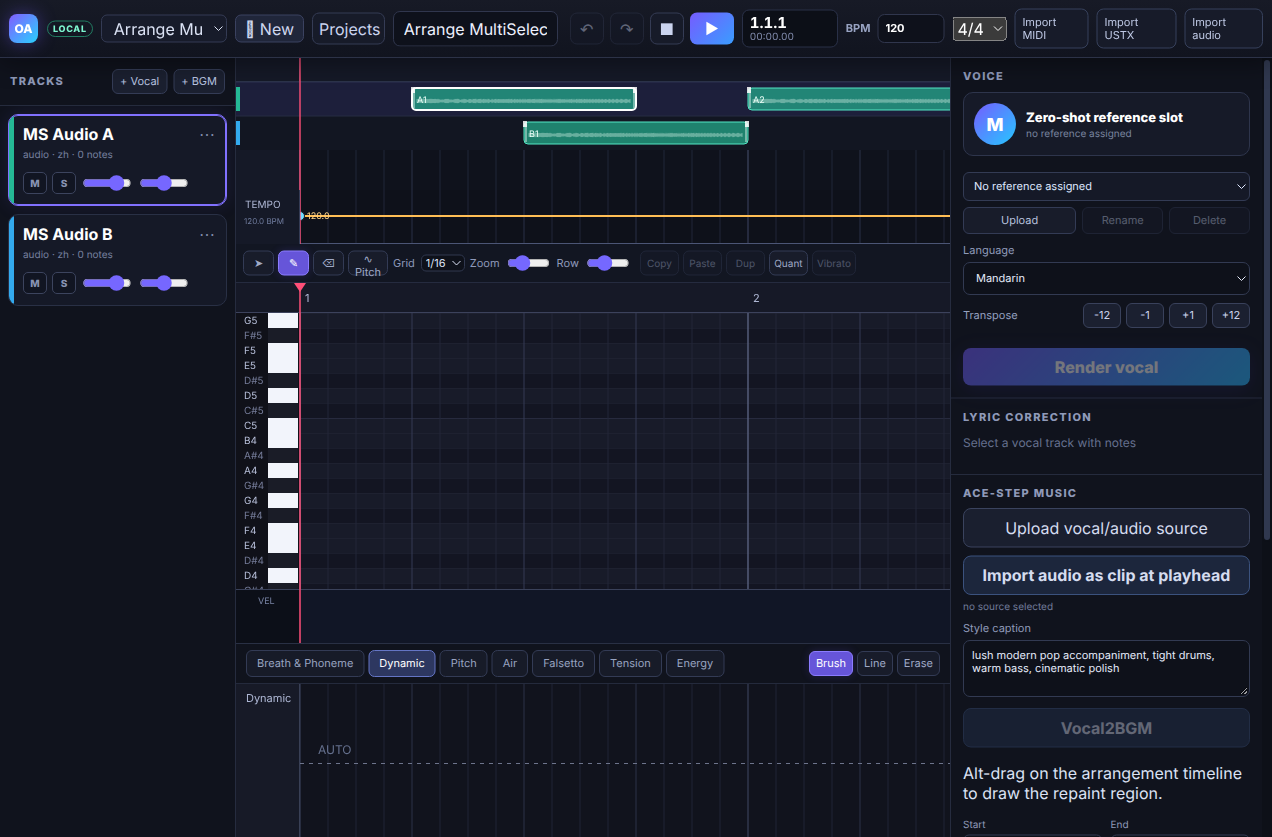 OA LOCAL Arrange Mu New Projects Arrange MultiSelec 1.1.1 00:00.00 BPM 120 4/4 Import MIDI Import USTX Import audio
TRACKS + Vocal + BGM
MS Audio A
audio · zh · 0 notes
M S
MS Audio B
audio · zh · 0 notes
M S
A1 A2
B1
TEMPO
120.0 BPM 120.0
Pitch Grid 1/16 Zoom Row Copy Paste Dup Quant Vibrato
1 2
G5
F#5
F5
E5
D#5
D5
C#5
C5
B4
A#4
A4
G#4
G4
F#4
F4
E4
D#4
D4
VEL
Breath & Phoneme Dynamic Pitch Air Falsetto Tension Energy Brush Line Erase
Dynamic
AUTO
VOICE
M Zero-shot reference slot
no reference assigned
No reference assigned
Upload Rename Delete
Language
Mandarin
Transpose -12 -1 +1 +12
Render vocal
LYRIC CORRECTION
Select a vocal track with notes
ACE-STEP MUSIC
Upload vocal/audio source
Import audio as clip at playhead
no source selected
Style caption
lush modern pop accompaniment, tight drums,
warm bass, cinematic polish
Vocal2BGM
Alt-drag on the arrangement timeline
to draw the repaint region.
Start End